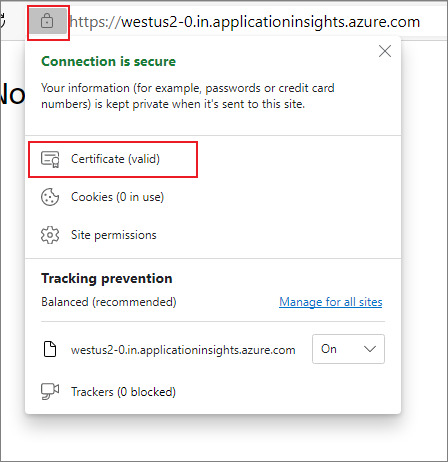 https://westus2-0.in.applicationinsights.azure.com
No
Connection is secure
Your information (for example, passwords or credit card
numbers) is kept private when it's sent to this site.
Certificate (valid)
Cookies (0 in use)
Site permissions
Tracking prevention
Balanced (recommended) Manage for all sites
westus2-0.in.applicationinsights.azure.com On
Trackers (0 blocked)